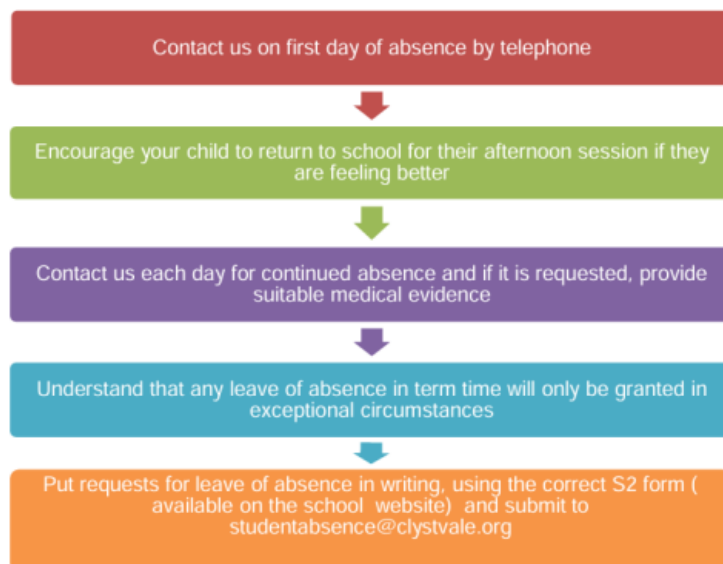 Contact us on first day of absence by telephone
Encourage your child to return to school for their afternoon session if they
are feeling better
Contact us each day for continued absence and if it is requested, provide
suitable medical evidence
Understand that any leave of absence in term time will only be granted in
exceptional circumstances
Put requests for leave of absence in writing, using the correct S2 form (
available on the school  website)  and submit to
studentabsence@clystvale.org